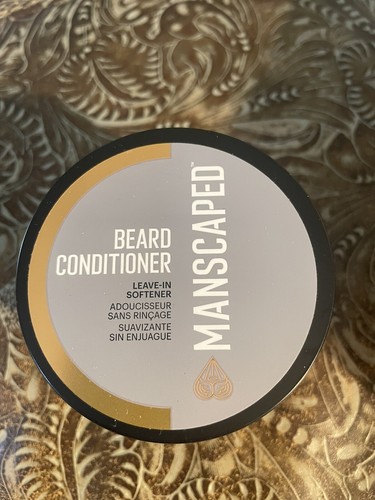 BEARD
CONDITIONER
LEAVE-IN
SOFTENER
ADOUCISSEUR
SANS RINÇAGE
SUAVIZANTE
SIN ENJUAGUE
MANSCAPED™